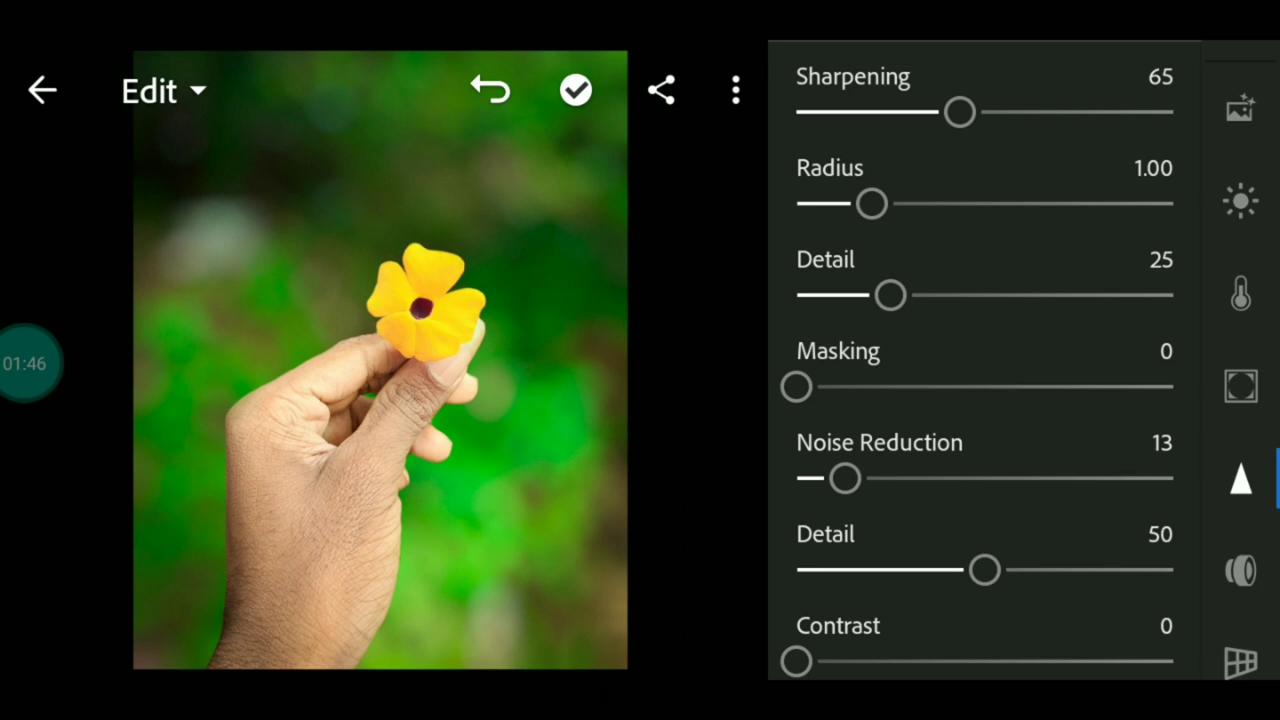 Edit
01:46
Sharpening 65
Radius 1.00
Detail 25
Masking 0
Noise Reduction 13
Detail 50
Contrast 0